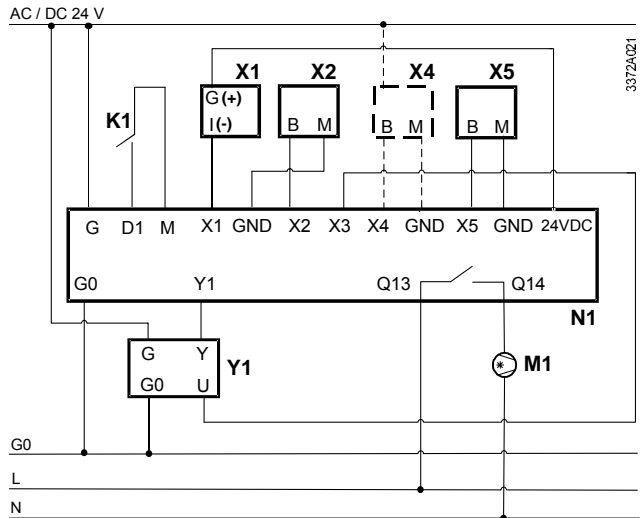 AC / DC 24 V
3372A021
X1 X2 X4 X5
G (+)
K1
I (-) B M B M B M
G D1 M X1 GND X2 X3 X4 GND X5 GND 24VDC
G0 Y1 Q13 Q14
N1
G Y
Y1 M1
G0 U
G0
L
N